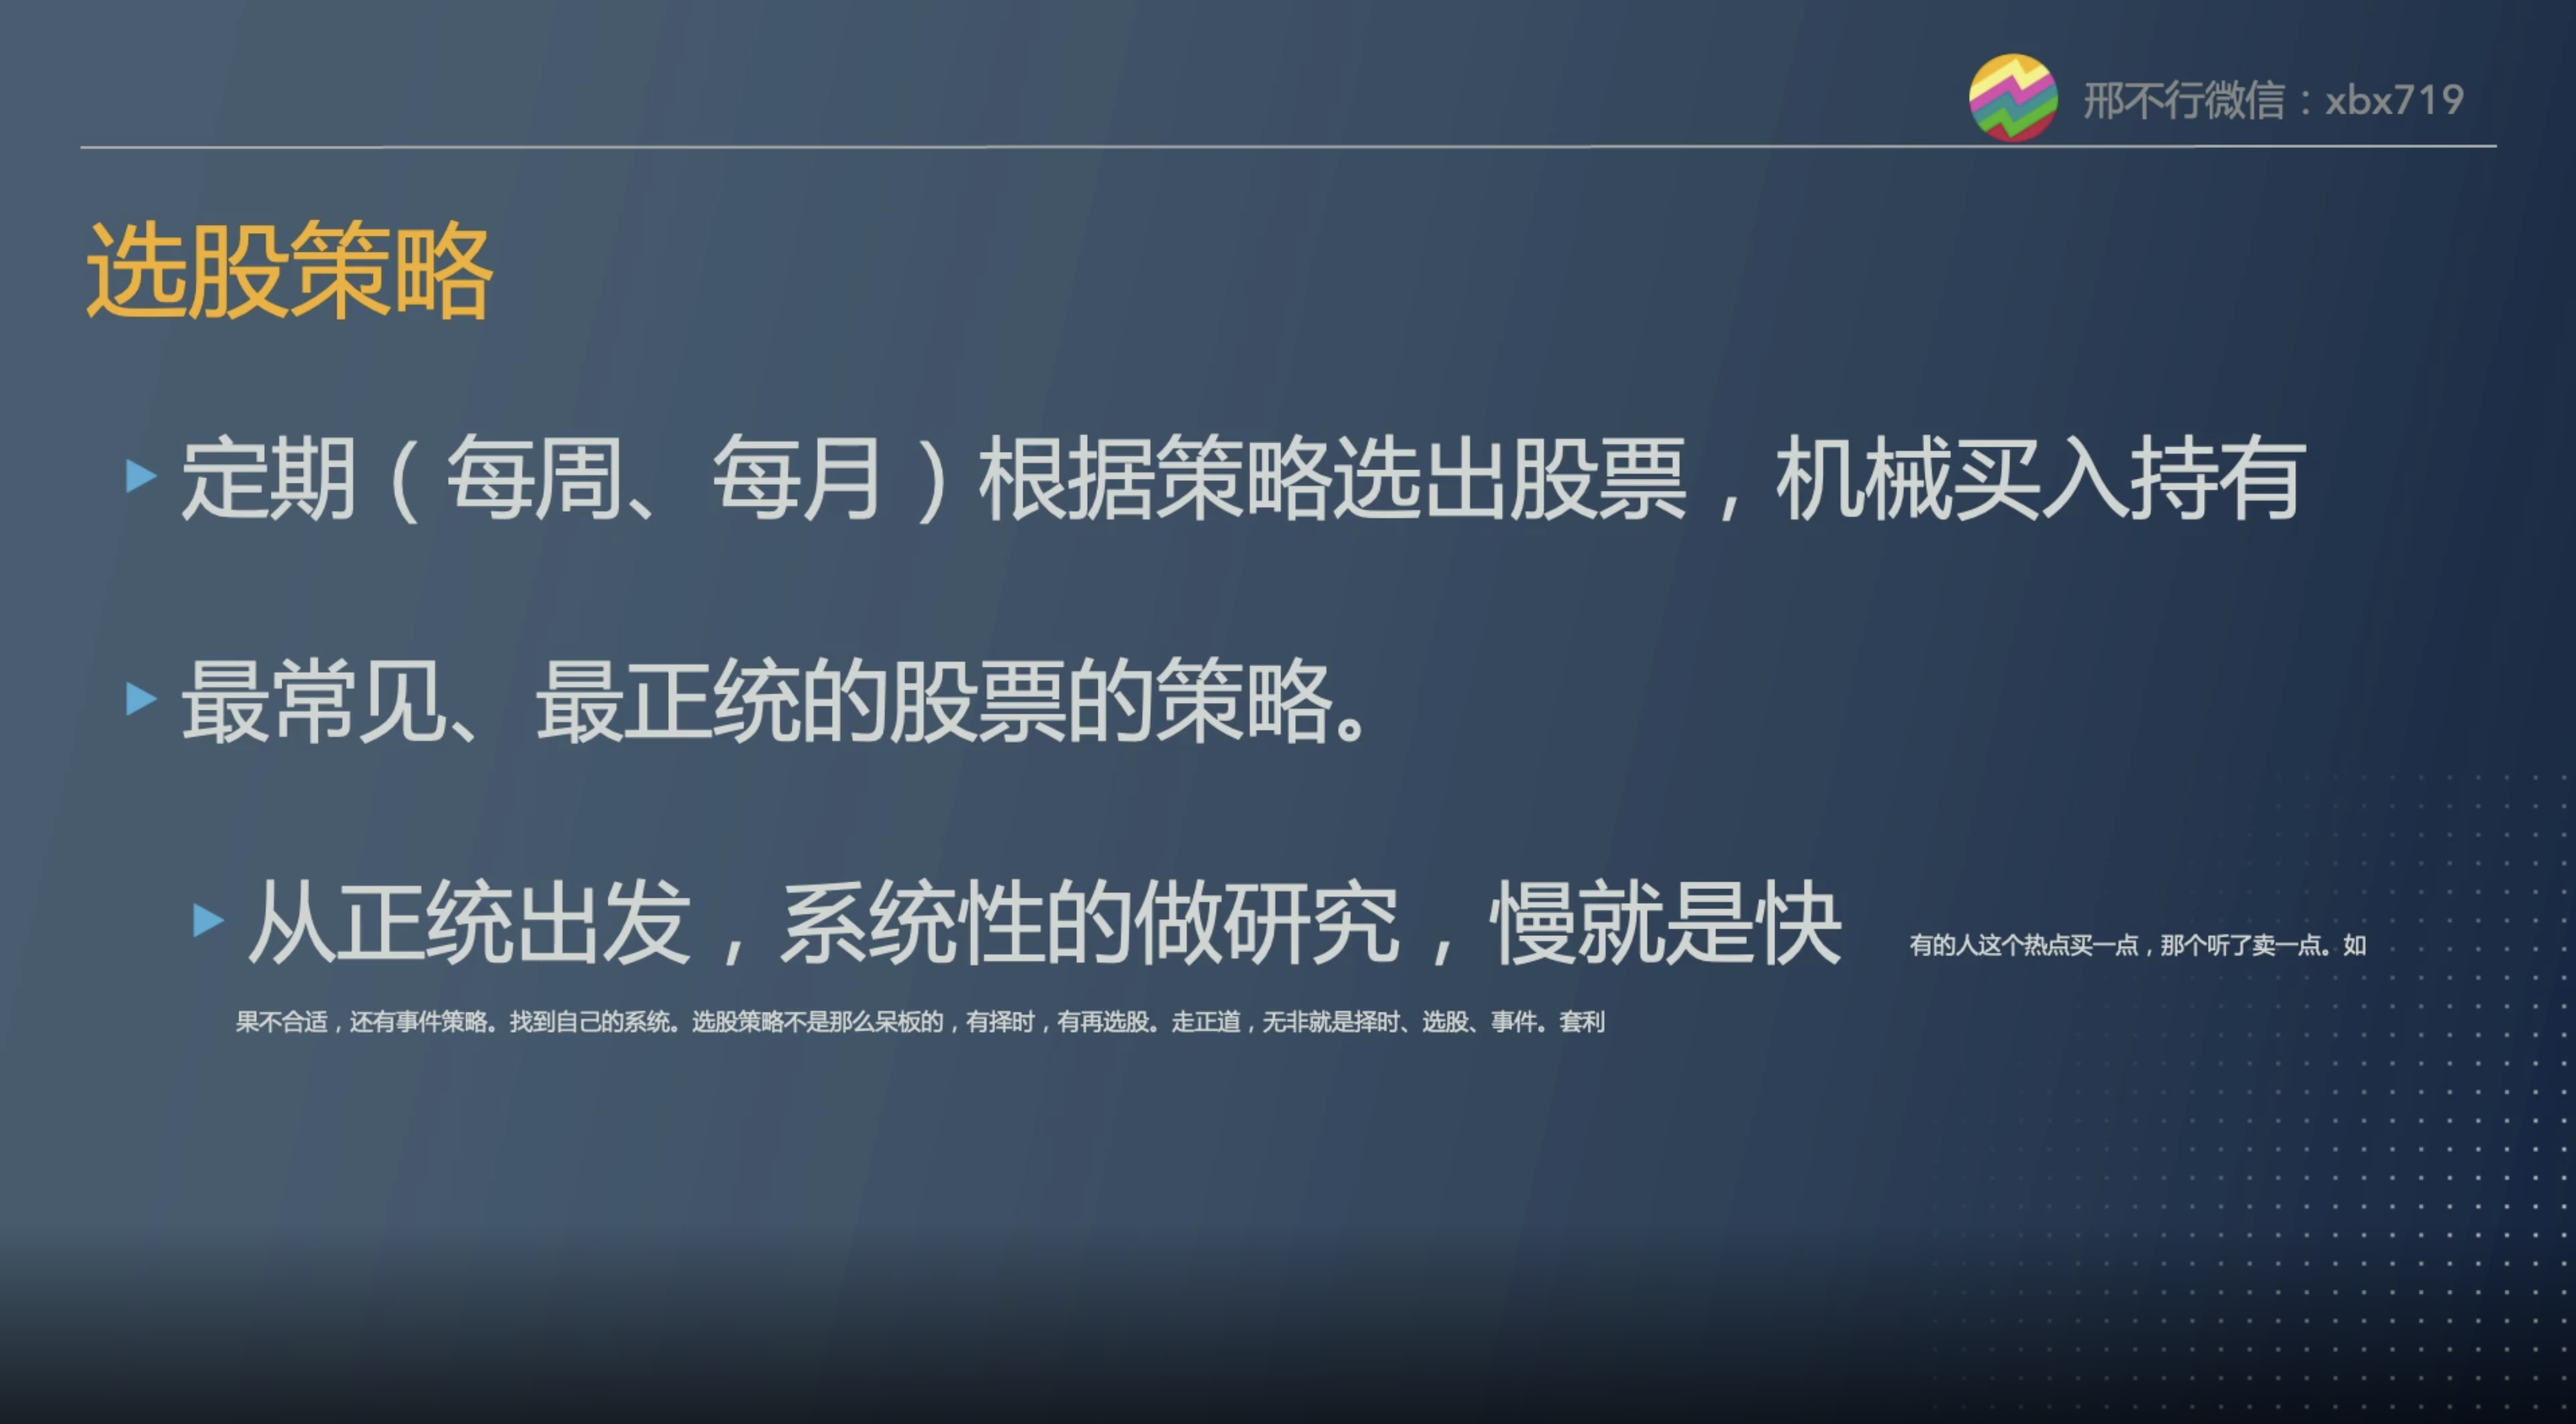 邢不行微信：xbx719
选股策略
定期（每周、每月）根据策略选出股票，机械买入持有
最常见、最正统的股票的策略。
从正统出发，系统性的做研究，慢就是快 有的人这个热点买一点，那个听了卖一点。如
果不合适，还有事件策略。找到自己的系统。选股策略不是那么呆板的，有择时，有再选股。走正道，无非就是择时、选股、事件。套利